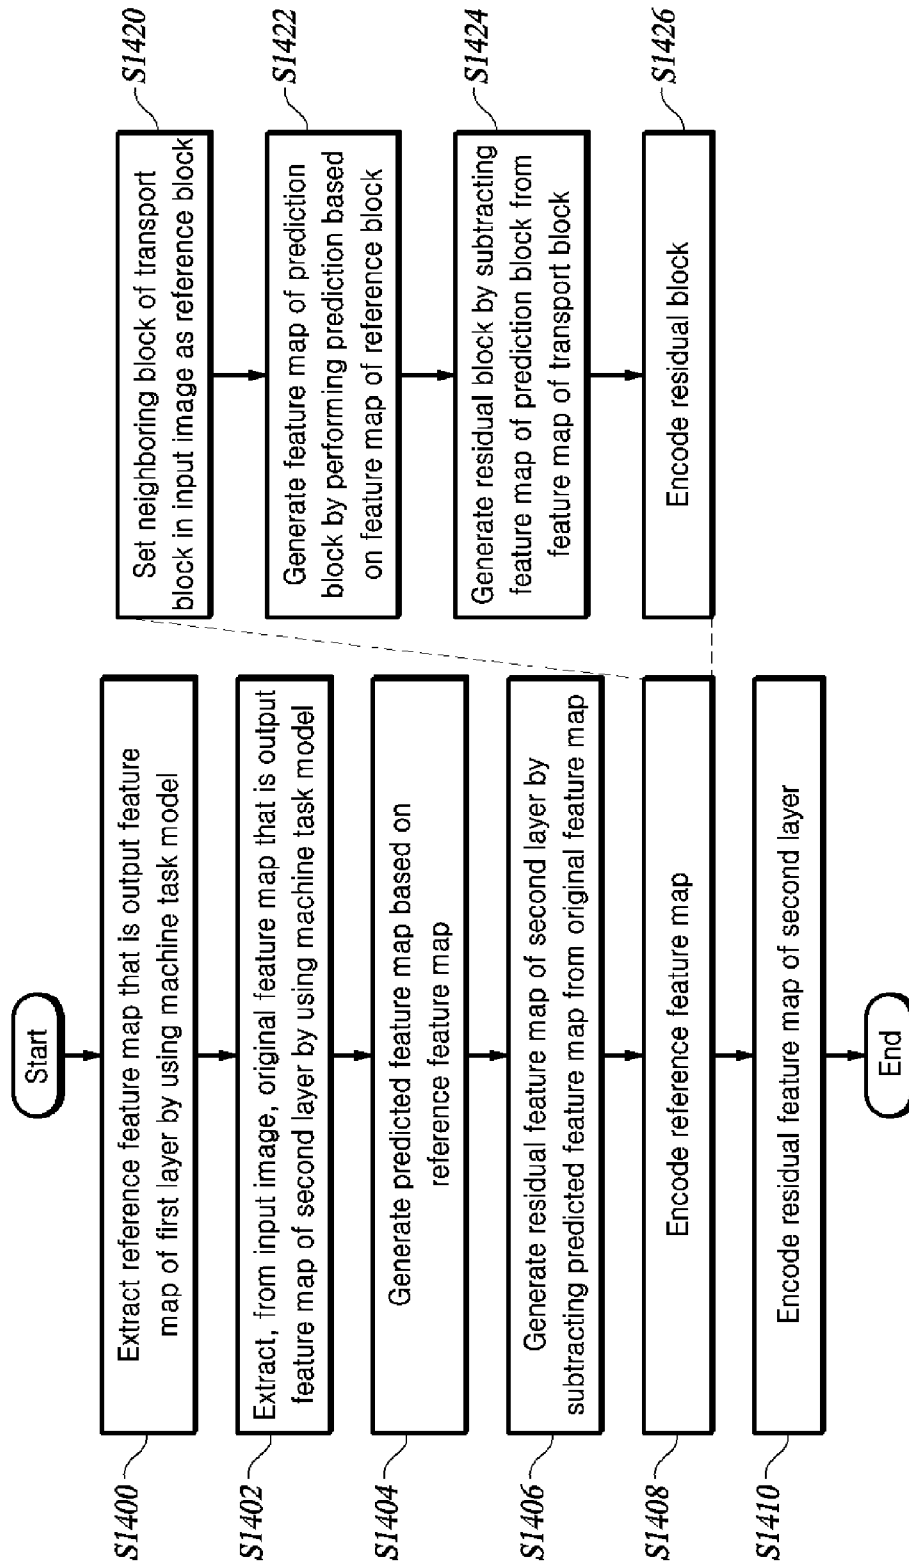 Start
S1400
Extract reference feature map that is output feature
map of first layer by using machine task model
S1402
Extract, from input image, original feature map that is output
feature map of second layer by using machine task model
S1404
Generate predicted feature map based on
reference feature map
S1406
Generate residual feature map of second layer by
subtracting predicted feature map from original feature map
S1408
Encode reference feature map
S1410
Encode residual feature map of second layer
End
S1420
Set neighboring block of transport
block in input image as reference block
S1422
Generate feature map of prediction
block by performing prediction based
on feature map of reference block
S1424
Generate residual block by subtracting
feature map of prediction block from
feature map of transport block
S1426
Encode residual block